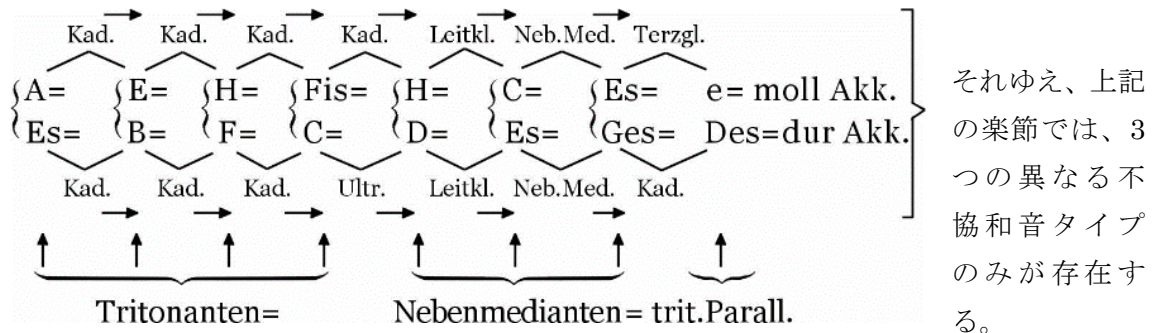 Kad. Kad. Kad. Kad. Leitkl. Neb.Med. Terzgl.
A= E= H= Fis= H= C= Es= e= moll Akk.
Es= B= F= C= D= Es= Ges= Des=dur Akk.
Kad. Kad. Kad. Ultr. Leitkl. Neb.Med. Kad.
Tritonanten= Nebenmedianten= trit.Parall.
それゆえ、上記
の楽節では、3
つの異なる不
協和音タイプ
のみが存在す
る。